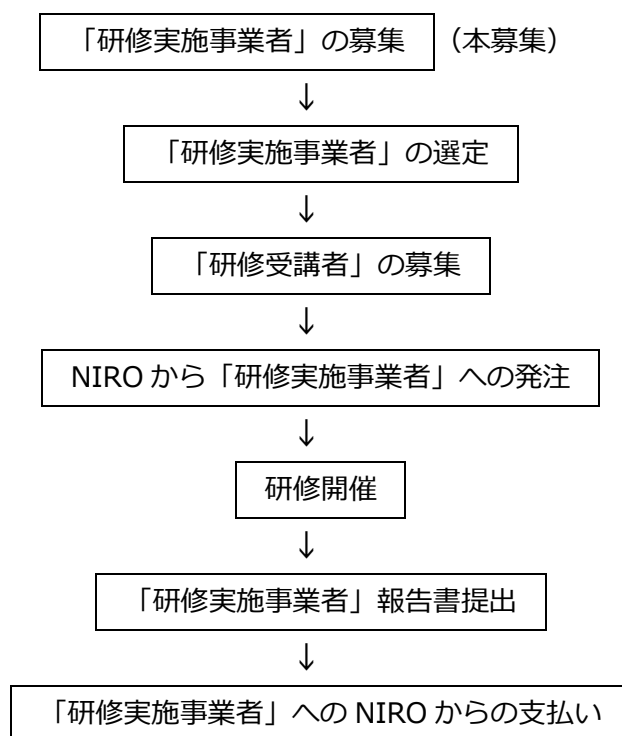 「研修実施事業者」の募集 (本募集)
↓
「研修実施事業者」の選定
↓
「研修受講者」の募集
↓
NIRO から「研修実施事業者」への発注
↓
研修開催
↓
「研修実施事業者」報告書提出
↓
「研修実施事業者」への NIRO からの支払い